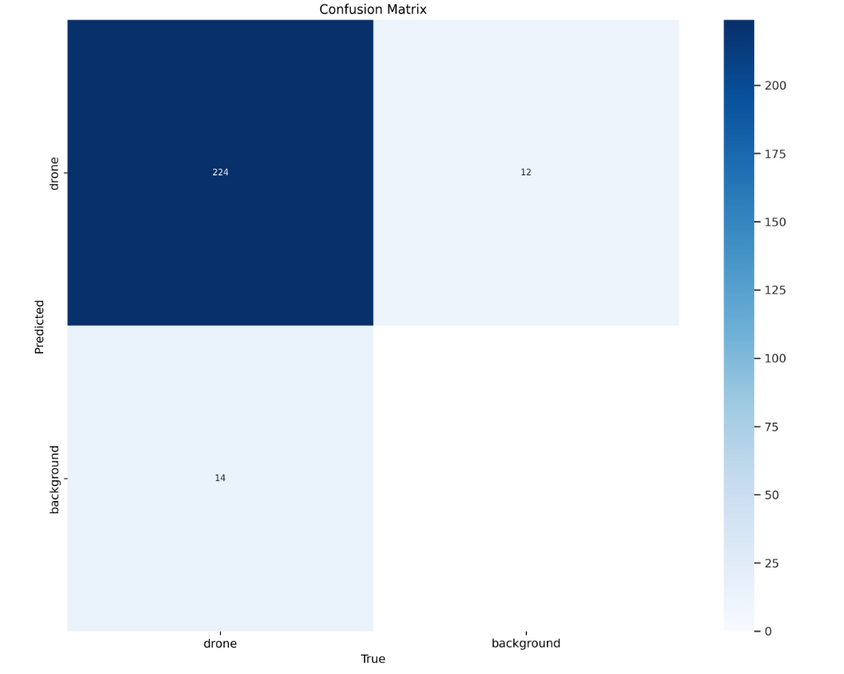 Confusion Matrix
drone
224
12
Predicted
background
14
drone
background
True
200
175
150
125
100
75
50
25
0